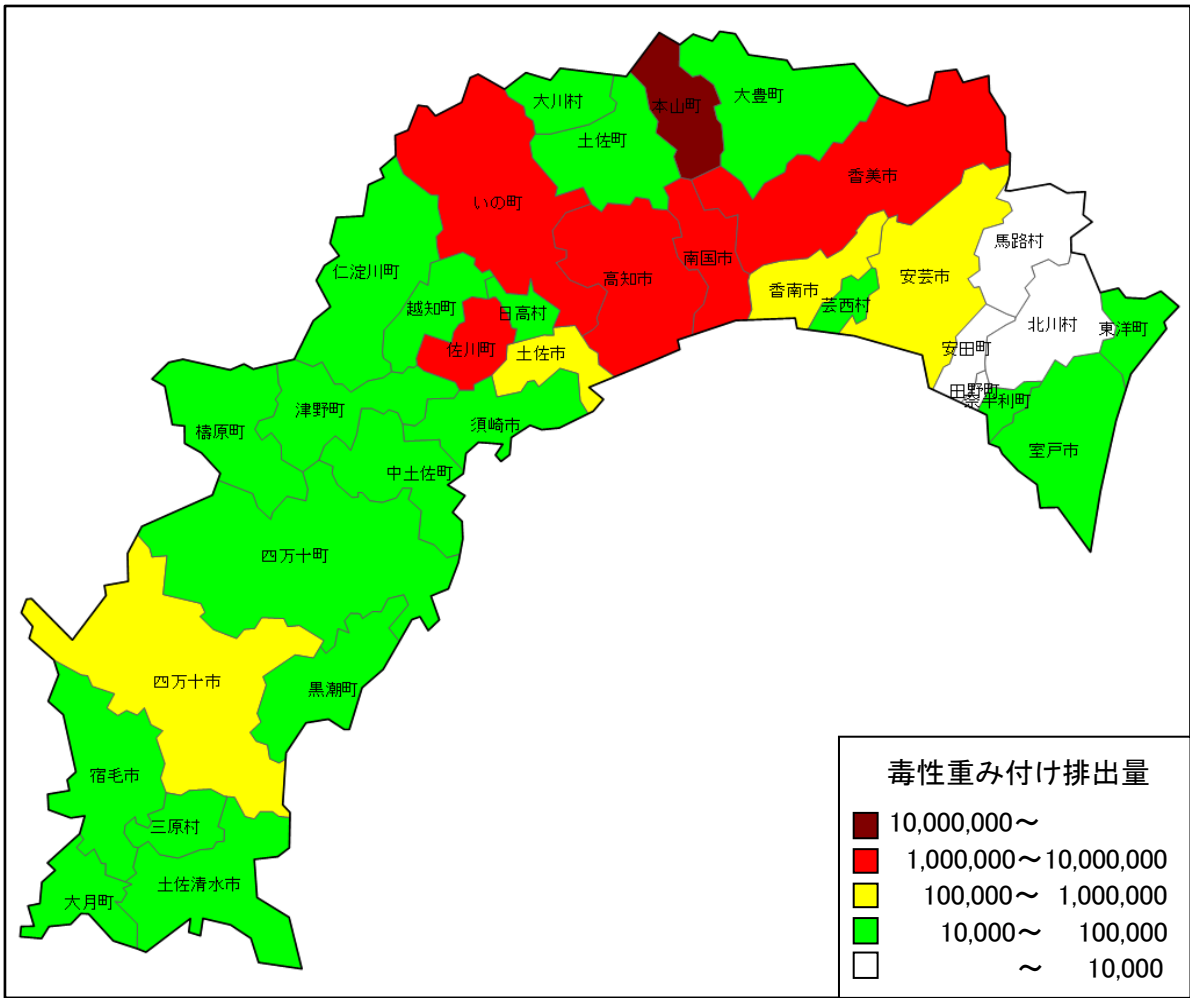 大川村
本山町
大豊町
土佐町
香美市
いの町
馬路村
南国市
仁淀川町
高知市
安芸市
香南市
越知町
日高村
芸西村
北川村
東洋町
佐川町
土佐市
安田町
田野町
奈半利町
津野町
須崎市
檮原町
室戸市
中土佐町
四万十町
四万十市
黒潮町
宿毛市
三原村
土佐清水市
大月町
毒性重み付け排出量
10,000,000～
1,000,000～10,000,000
100,000～ 1,000,000
10,000～ 100,000
～ 10,000